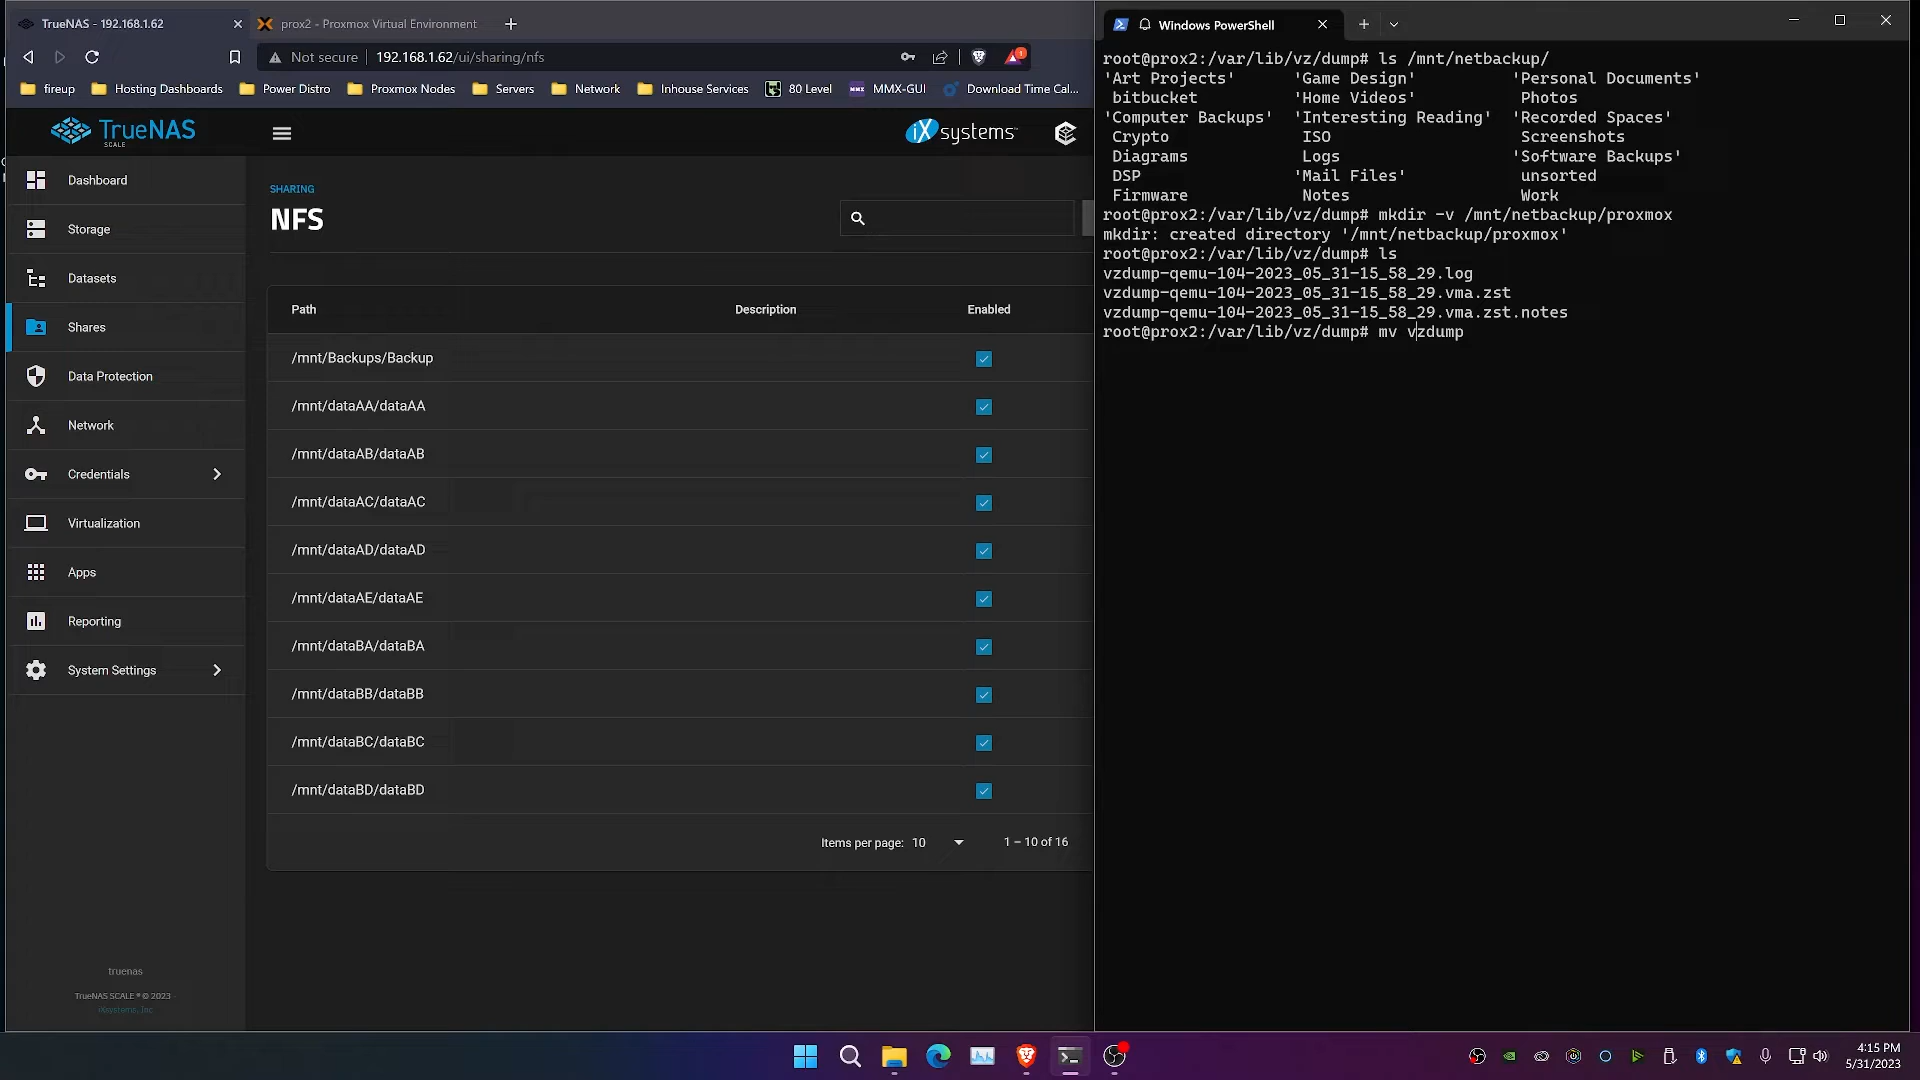 TrueNAS - 192.168.1.62
prox2 - Proxmox Virtual Environment
Not secure
192.168.1.62/ui/sharing/nfs
1
fireup
Hosting Dashboards
Power Distro
Proxmox Nodes
Servers
Network
Inhouse Services
80 Level
MMX-GUI
Download Time Cal...
TrueNAS
SCALE
iXsystems
Dashboard
Storage
Datasets
Shares
Data Protection
Network
Credentials
Virtualization
Apps
Reporting
System Settings
truenas
TrueNAS SCALE ® © 2023 -
iXsystems, Inc
SHARING
NFS
Path Description Enabled
/mnt/Backups/Backup
/mnt/dataAA/dataAA
/mnt/dataAB/dataAB
/mnt/dataAC/dataAC
/mnt/dataAD/dataAD
/mnt/dataAE/dataAE
/mnt/dataBA/dataBA
/mnt/dataBB/dataBB
/mnt/dataBC/dataBC
/mnt/dataBD/dataBD
Items per page: 10 1 – 10 of 16
Windows PowerShell
root@prox2:/var/lib/vz/dump# ls /mnt/netbackup/
'Art Projects' 'Game Design' 'Personal Documents'
bitbucket 'Home Videos' Photos
'Computer Backups' 'Interesting Reading' 'Recorded Spaces'
Crypto ISO Screenshots
Diagrams Logs 'Software Backups'
DSP 'Mail Files' unsorted
Firmware Notes Work
root@prox2:/var/lib/vz/dump# mkdir -v /mnt/netbackup/proxmox
mkdir: created directory '/mnt/netbackup/proxmox'
root@prox2:/var/lib/vz/dump# ls
vzdump-qemu-104-2023_05_31-15_58_29.log
vzdump-qemu-104-2023_05_31-15_58_29.vma.zst
vzdump-qemu-104-2023_05_31-15_58_29.vma.zst.notes
root@prox2:/var/lib/vz/dump# mv vzdump
4:15 PM
5/31/2023